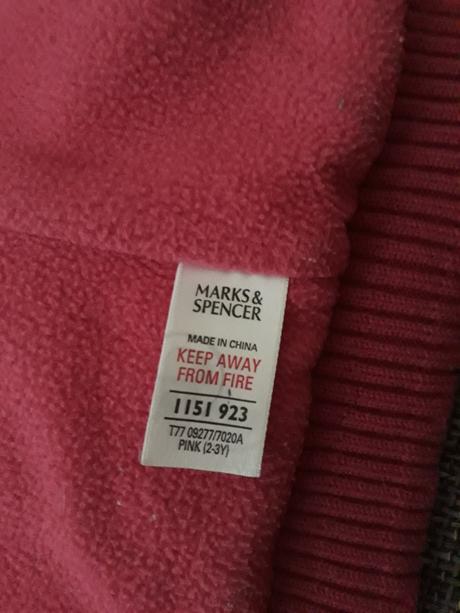 MARKS &
SPENCER
MADE IN CHINA
KEEP AWAY
FROM FIRE
1151 923
T77 09277/7020A
PINK (2-3Y)